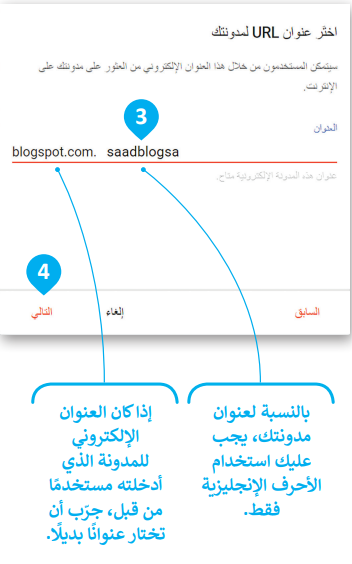 اختر عنوان URL لمدونتك
سيتمكن المستخدمون من خلال هذا العنوان الإلكتروني من العثور على مدونتك على
الإنترنت.
العنوان
3
blogspot.com. saadblogsa
عنوان هذه المدونة الإلكترونية متاح.
4
السابق
إلغاء
التالي
بالنسبة لعنوان
مدونتك، يجب
عليك استخدام
الأحرف الإنجليزية
فقط.
إذا كان العنوان
الإلكتروني
للمدونة الذي
أدخلته مستخدمًا
من قبل، جرّب أن
تختار عنوانًا بديلًا.